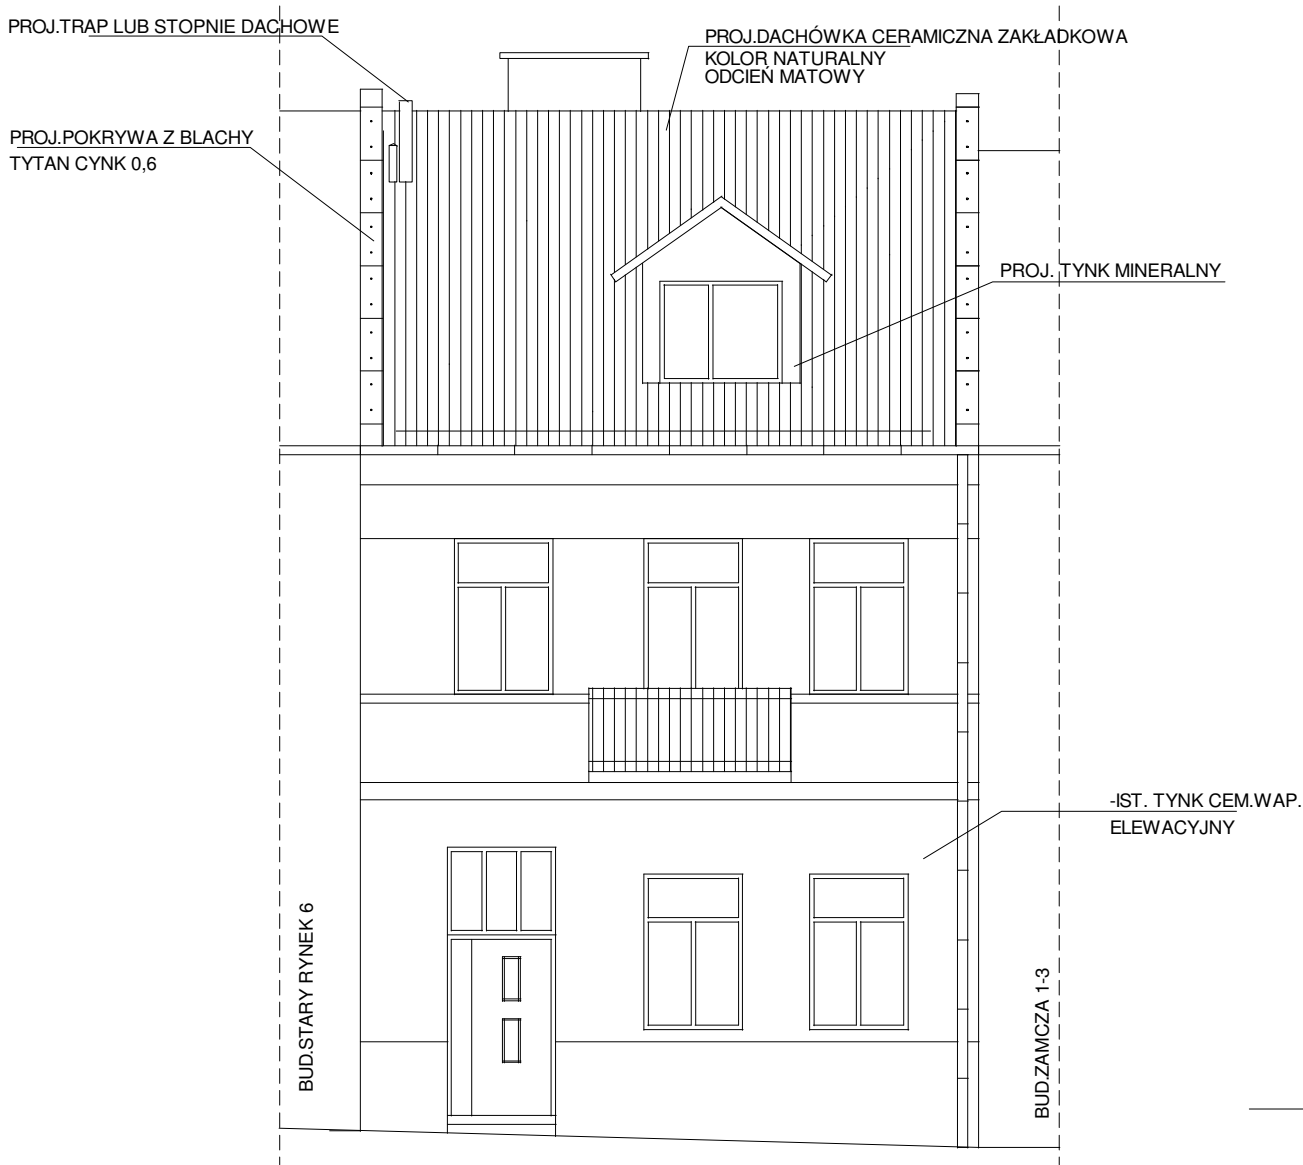 PROJ.TRAP LUB STOPNIE DACHOWE
PROJ.DACHÓWKA CERAMICZNA ZAKŁADKOWA
KOLOR NATURALNY
ODCIEŃ MATOWY
PROJ.POKRYWA Z BLACHY
TYTAN CYNK 0,6
PROJ. TYNK MINERALNY
-IST. TYNK CEM.WAP.
ELEWACYJNY
BUD.STARY RYNEK 6
BUD.ZAMCZA 1-3